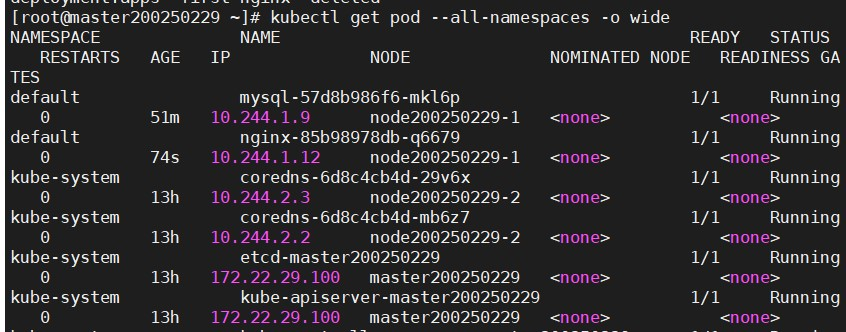 deployment.apps "first-nginx" deleted
[root@master200250229 ~]# kubectl get pod --all-namespaces -o wide
NAMESPACE NAME READY STATUS
RESTARTS AGE IP NODE NOMINATED NODE READINESS GA
TES
default mysql-57d8b986f6-mkl6p 1/1 Running
0 51m 10.244.1.9 node200250229-1 <none> <none>
default nginx-85b98978db-q6679 1/1 Running
0 74s 10.244.1.12 node200250229-1 <none> <none>
kube-system coredns-6d8c4cb4d-29v6x 1/1 Running
0 13h 10.244.2.3 node200250229-2 <none> <none>
kube-system coredns-6d8c4cb4d-mb6z7 1/1 Running
0 13h 10.244.2.2 node200250229-2 <none> <none>
kube-system etcd-master200250229 1/1 Running
0 13h 172.22.29.100 master200250229 <none> <none>
kube-system kube-apiserver-master200250229 1/1 Running
0 13h 172.22.29.100 master200250229 <none> <none>